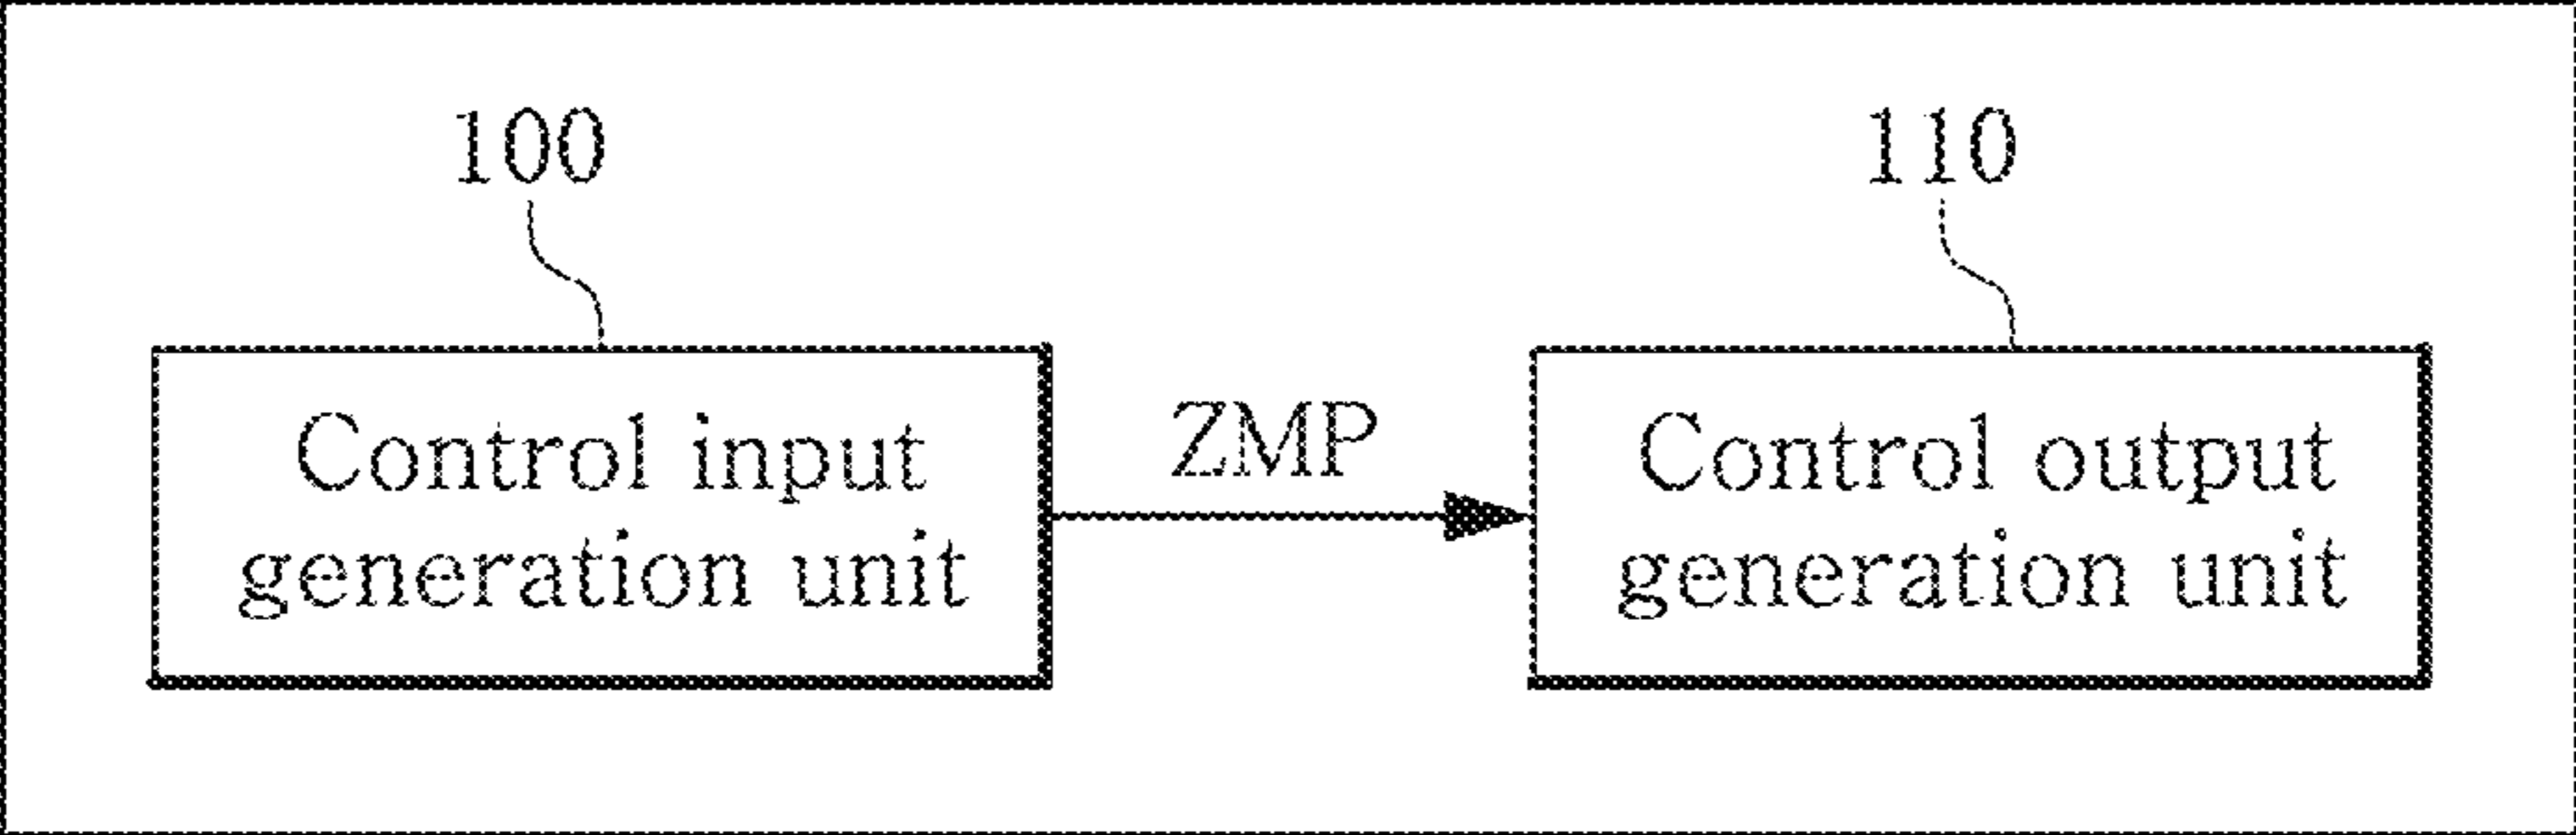 100
110
Control input
generation unit
ZMP
Control output
generation unit